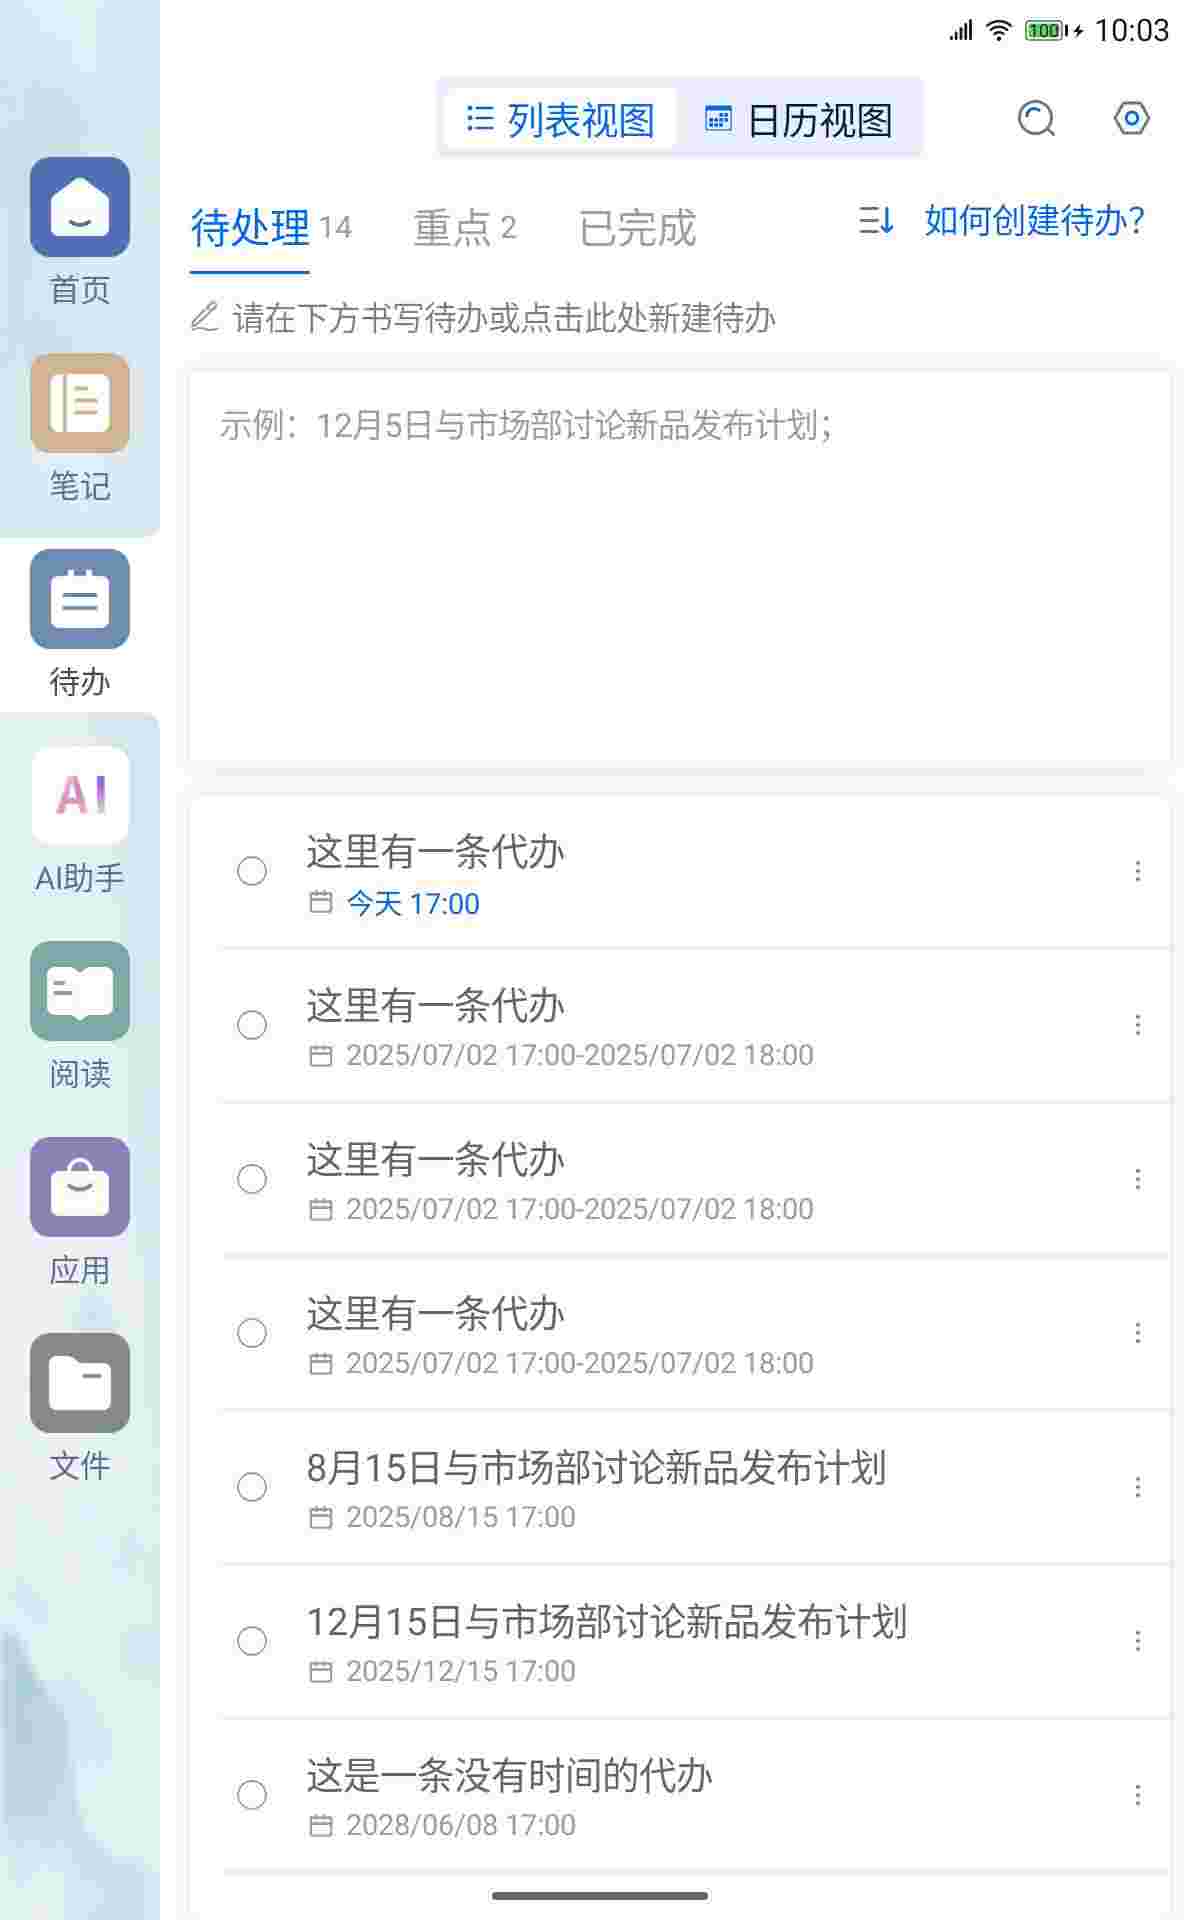 100 10:03
列表视图 日历视图
待处理 14 重点 2 已完成 如何创建待办?
请在下方书写待办或点击此处新建待办
示例：12月5日与市场部讨论新品发布计划;
这里有一条代办
今天 17:00
这里有一条代办
2025/07/02 17:00-2025/07/02 18:00
这里有一条代办
2025/07/02 17:00-2025/07/02 18:00
这里有一条代办
2025/07/02 17:00-2025/07/02 18:00
8月15日与市场部讨论新品发布计划
2025/08/15 17:00
12月15日与市场部讨论新品发布计划
2025/12/15 17:00
这是一条没有时间的代办
2028/06/08 17:00
首页
笔记
待办
AI
AI助手
阅读
应用
文件